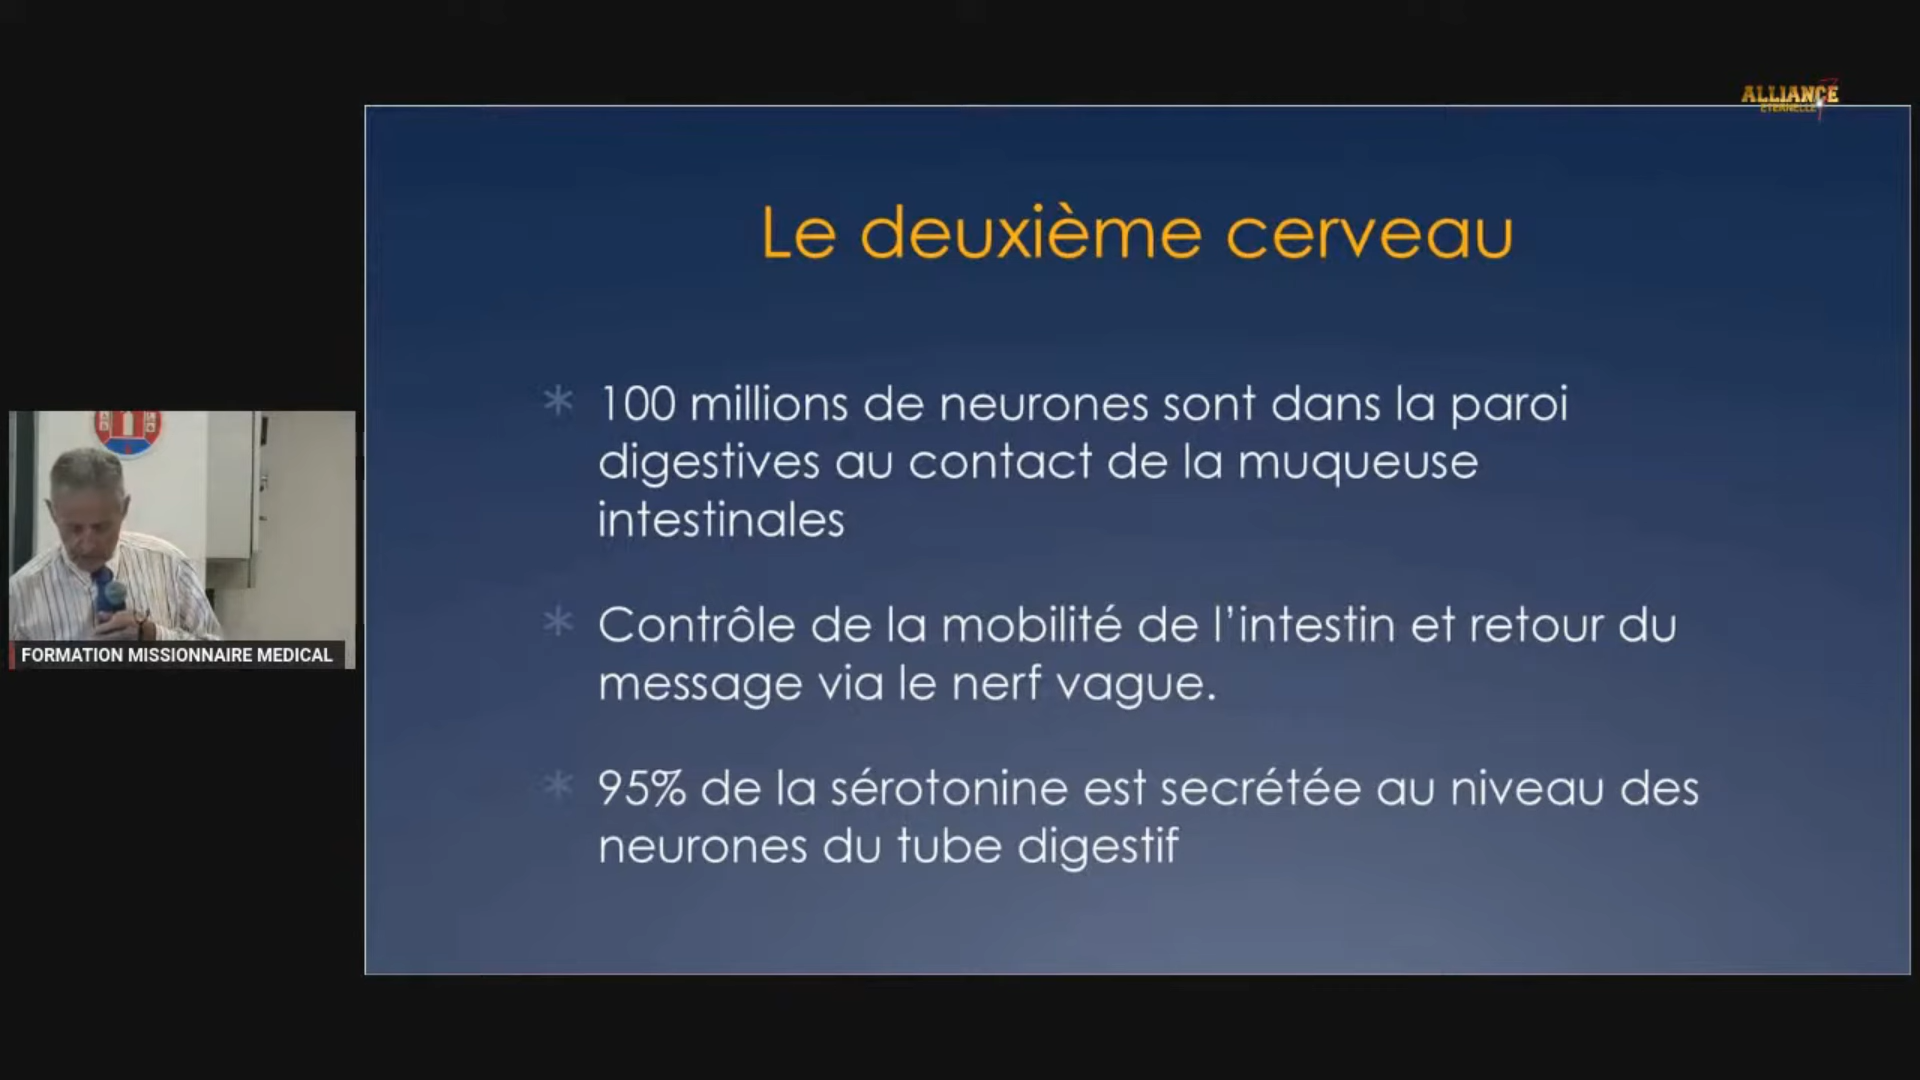 ALLIANCE
ETERNELLE
Le deuxième cerveau
* 100 millions de neurones sont dans la paroi
digestives au contact de la muqueuse
intestinales
* Contrôle de la mobilité de l’intestin et retour du
message via le nerf vague.
* 95% de la sérotonine est secrétée au niveau des
neurones du tube digestif
FORMATION MISSIONNAIRE MEDICAL